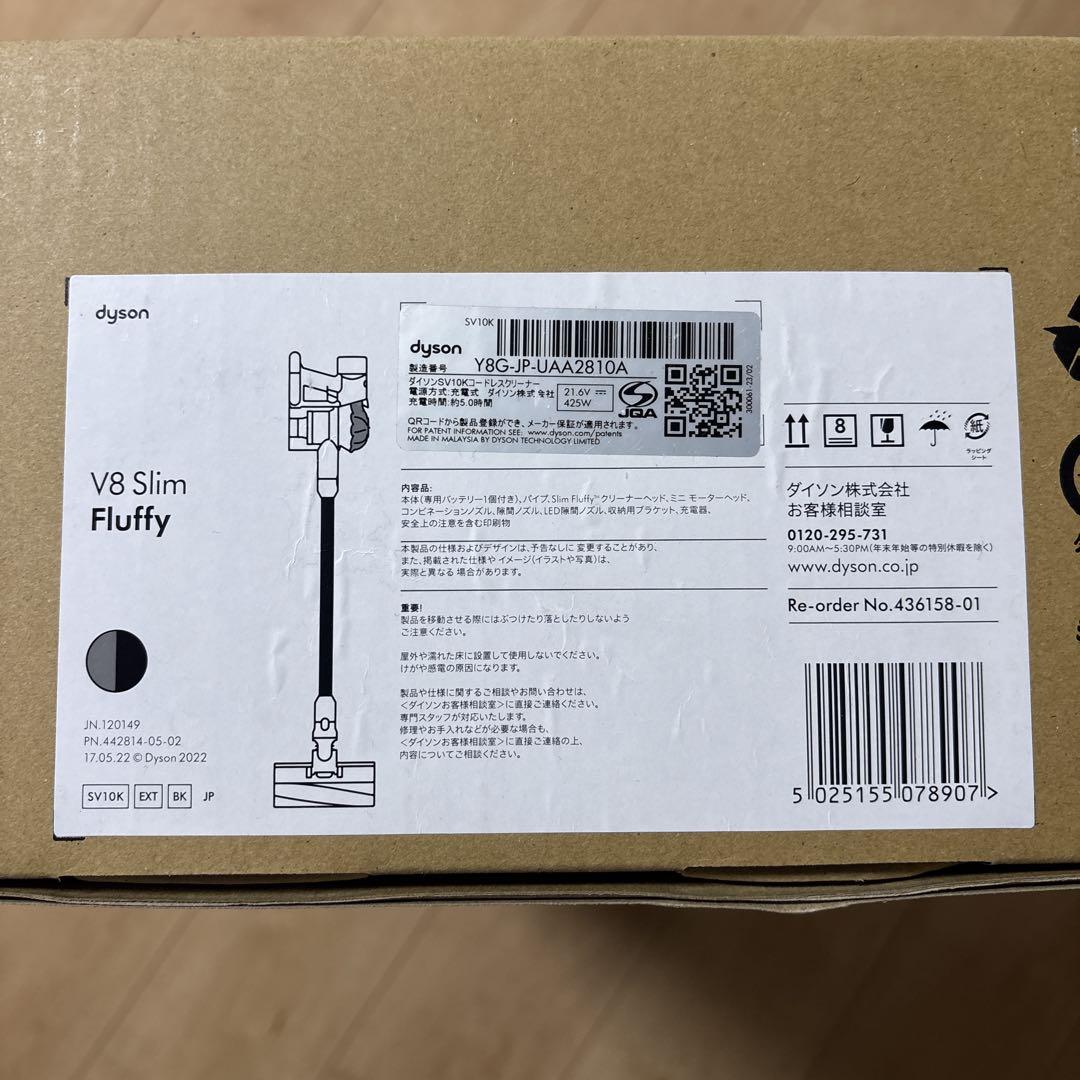 dyson
V8 Slim
Fluffy
JN.120149
PN.442814-05-02
17.05.22 © Dyson 2022
SV10K EXT BK JP
SV10K
dyson
製造番号 Y8G-JP-UAA2810A
ダイソンSV10Kコードレスクリーナー
電源方式:充電式 ダイソン株式会社
充電時間:約5.0時間
21.6V
425W
JQA
300061-23/02
QRコードから製品登録ができ、メーカー保証が適用されます。
FOR PATENT INFORMATION SEE: www.dyson.com/patents
MADE IN MALAYSIA BY DYSON TECHNOLOGY LIMITED
内容品:
本体(専用バッテリー1個付き)、パイプ、Slim Fluffy™クリーナーヘッド、ミニ モーターヘッド、
コンビネーションノズル、隙間ノズル、LED隙間ノズル、収納用ブラケット、充電器、
安全上の注意を含む印刷物
本製品の仕様およびデザインは、予告なしに 変更することがあり、
また、掲載された仕様や イメージ(イラストや写真)は、
実際と異なる 場合があります。
重要!
製品を移動させる際にはぶつけたり落としたりしないよう
ご注意ください。
屋外や濡れた床に設置して使用しないでください。
けがや感電の原因になります。
製品や仕様に関するご相談やお問い合わせは、
<ダイソンお客様相談室>に直接ご連絡ください。
専門スタッフが対応いたします。
修理やお手入れなどが必要な場合も、
<ダイソンお客様相談室>に直接ご連絡の上、
内容についてご相談ください。
8
紙
ラッピング
シート
ダイソン株式会社
お客様相談室
0120-295-731
9:00AM〜5:30PM(年末年始等の特別休暇を除く)
www.dyson.co.jp
Re-order No.436158-01
5 025155 078907 >